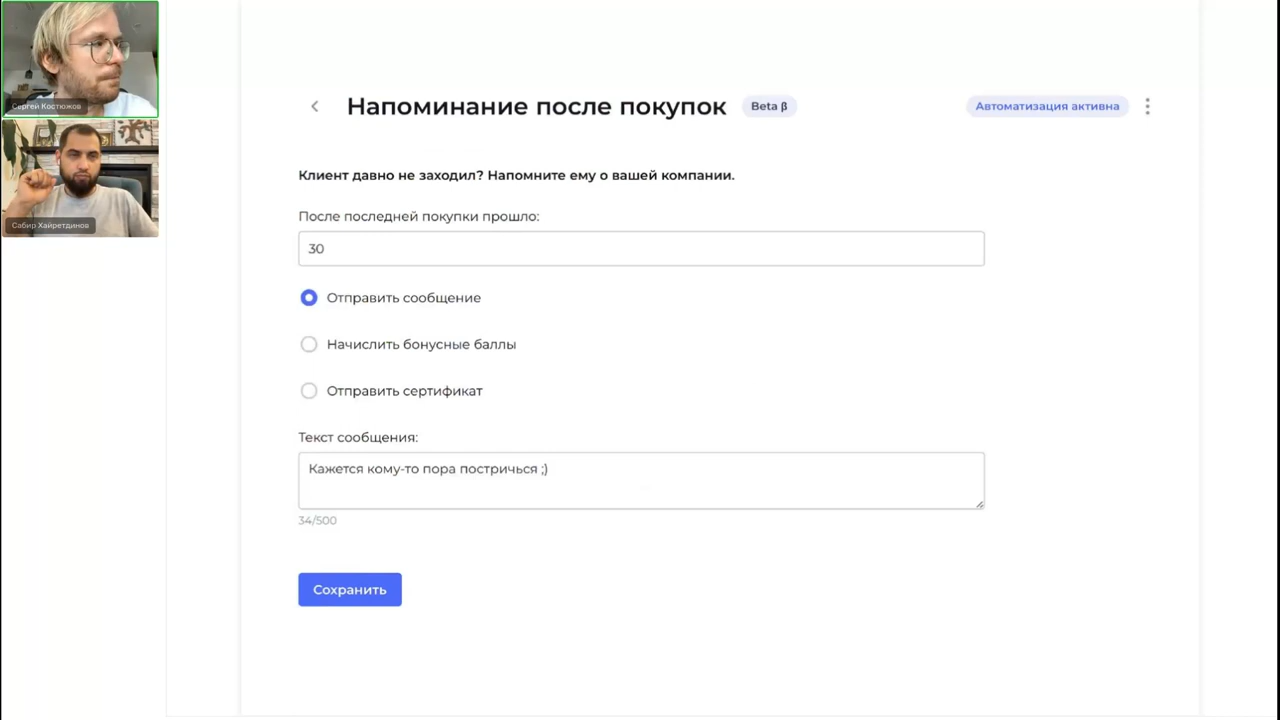 Сергей Костюжов
Сабир Хайретдинов
Напоминание после покупок
Beta β
Автоматизация активна
Клиент давно не заходил? Напомните ему о вашей компании.
После последней покупки прошло:
30
Отправить сообщение
Начислить бонусные баллы
Отправить сертификат
Текст сообщения:
Кажется кому-то пора постричься ;)
34/500
Сохранить